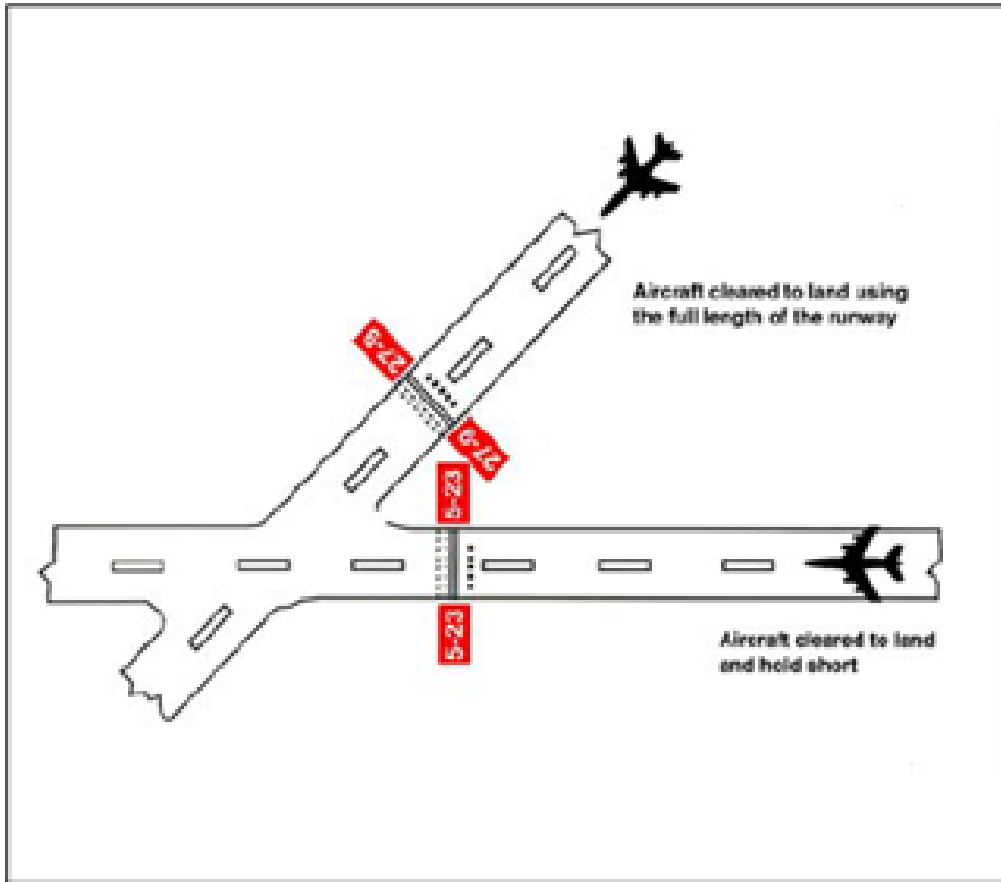 27-9
Aircraft cleared to land using
the full length of the runway
27-9
5-23
5-23
Aircraft cleared to land
and hold short